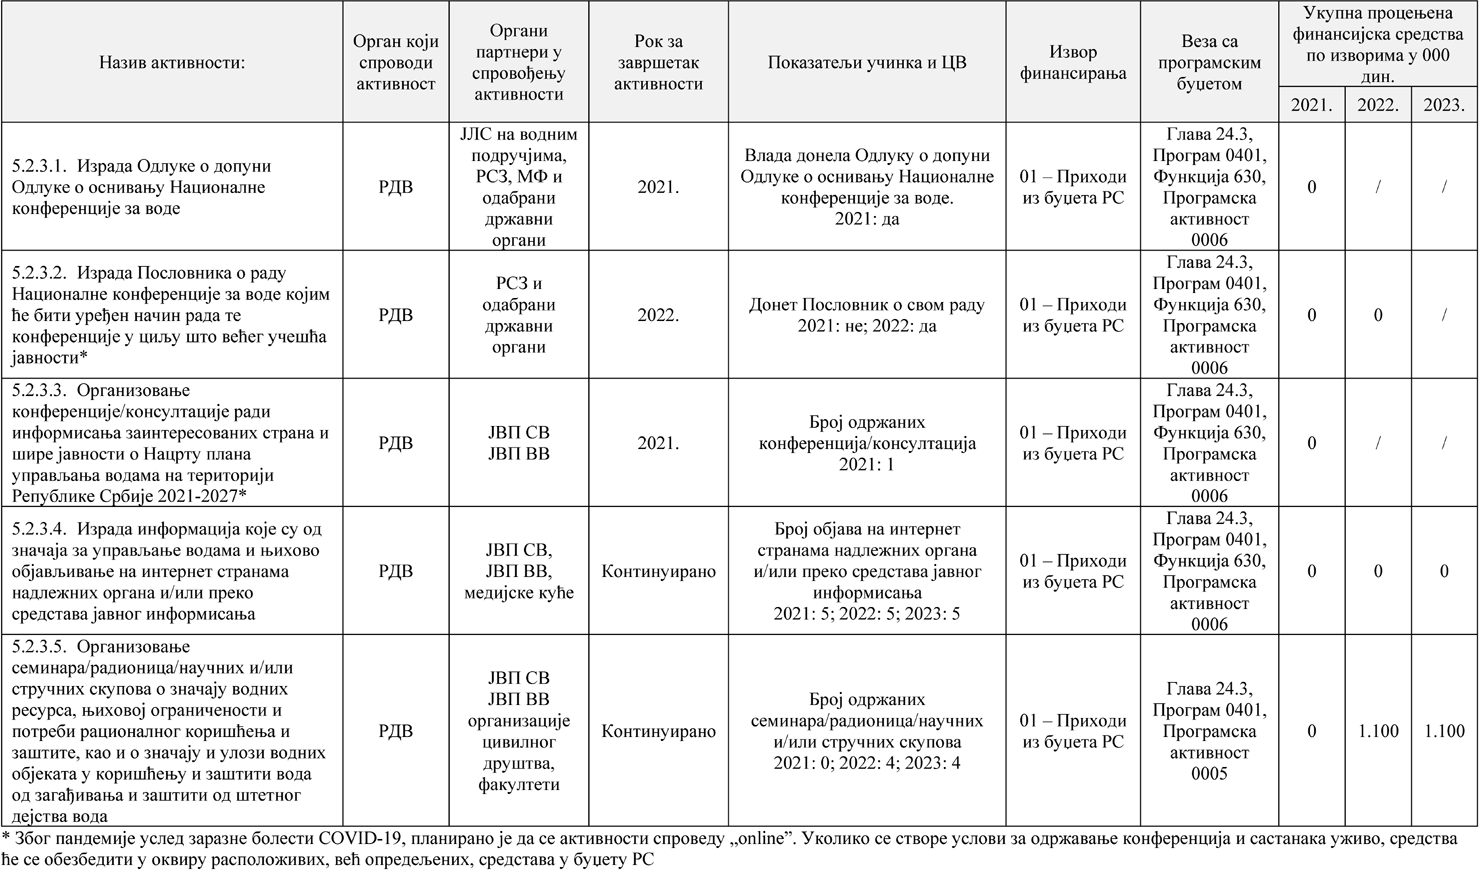 Назив активности:
Орган који
спроводи
активност
Органи
партнери у
спровођењу
активности
Рок за
завршетак
активности
Показатељи учинка и ЦВ
Извор
финансирања
Веза са
програмским
буџетом
Укупна процењена
финансијска средства
по изворима у 000
дин.
2021.
2022.
2023.
5.2.3.1. Израда Одлуке о допуни
Одлуке о оснивању Националне
конференције за воде
РДВ
ЈЛС на водним
подручјима,
РСЗ, МФ и
одабрани
државни
органи
2021.
Влада донела Одлуку о допуни
Одлуке о оснивању Националне
конференције за воде.
2021: да
01 – Приходи
из буџета РС
Глава 24.3,
Програм 0401,
Функција 630,
Програмска
активност
0006
0
/
/
5.2.3.2. Израда Пословника о раду
Националне конференције за воде којим
ће бити уређен начин рада те
конференције у циљу што већег учешћа
јавности*
РДВ
РСЗ и
одабрани
државни
органи
2022.
Донет Пословник о свом раду
2021: не; 2022: да
01 – Приходи
из буџета РС
Глава 24.3,
Програм 0401,
Функција 630,
Програмска
активност
0006
0
0
/
5.2.3.3. Организовање
конференције/консултације ради
информисања заинтересованих страна и
шире јавности о Нацрту плана
управљања водама на територији
Републике Србије 2021-2027*
РДВ
ЈВП СВ
ЈВП ВВ
2021.
Број одржаних
конференција/консултација
2021: 1
01 – Приходи
из буџета РС
Глава 24.3,
Програм 0401,
Функција 630,
Програмска
активност
0006
0
/
/
5.2.3.4. Израда информација које су од
значаја за управљање водама и њихово
објављивање на интернет странама
надлежних органа и/или преко
средстава јавног информисања
РДВ
ЈВП СВ,
ЈВП ВВ,
медијске куће
Континуирано
Број објава на интернет
странама надлежних органа
и/или преко средстава јавног
информисања
2021: 5; 2022: 5; 2023: 5
01 – Приходи
из буџета РС
Глава 24.3,
Програм 0401,
Функција 630,
Програмска
активност
0006
0
0
0
5.2.3.5. Организовање
семинара/радионица/научних и/или
стручних скупова о значају водних
ресурса, њиховој ограничености и
потреби рационалног коришћења и
заштите, као и о значају и улози водних
објеката у коришћењу и заштити вода
од загађивања и заштити од штетног
дејства вода
РДВ
ЈВП СВ
ЈВП ВВ
организације
цивилног
друштва,
факултети
Континуирано
Број одржаних
семинара/радионица/научних
и/или стручних скупова
2021: 0; 2022: 4; 2023: 4
01 – Приходи
из буџета РС
Глава 24.3,
Програм 0401,
Програмска
активност
0005
0
1.100
1.100
* Због пандемије услед заразне болести COVID-19, планирано је да се активности спроведу „online”. Уколико се створе услови за одржавање конференција и састанака уживо, средства
ће се обезбедити у оквиру расположивих, већ опредељених, средстава у буџету РС